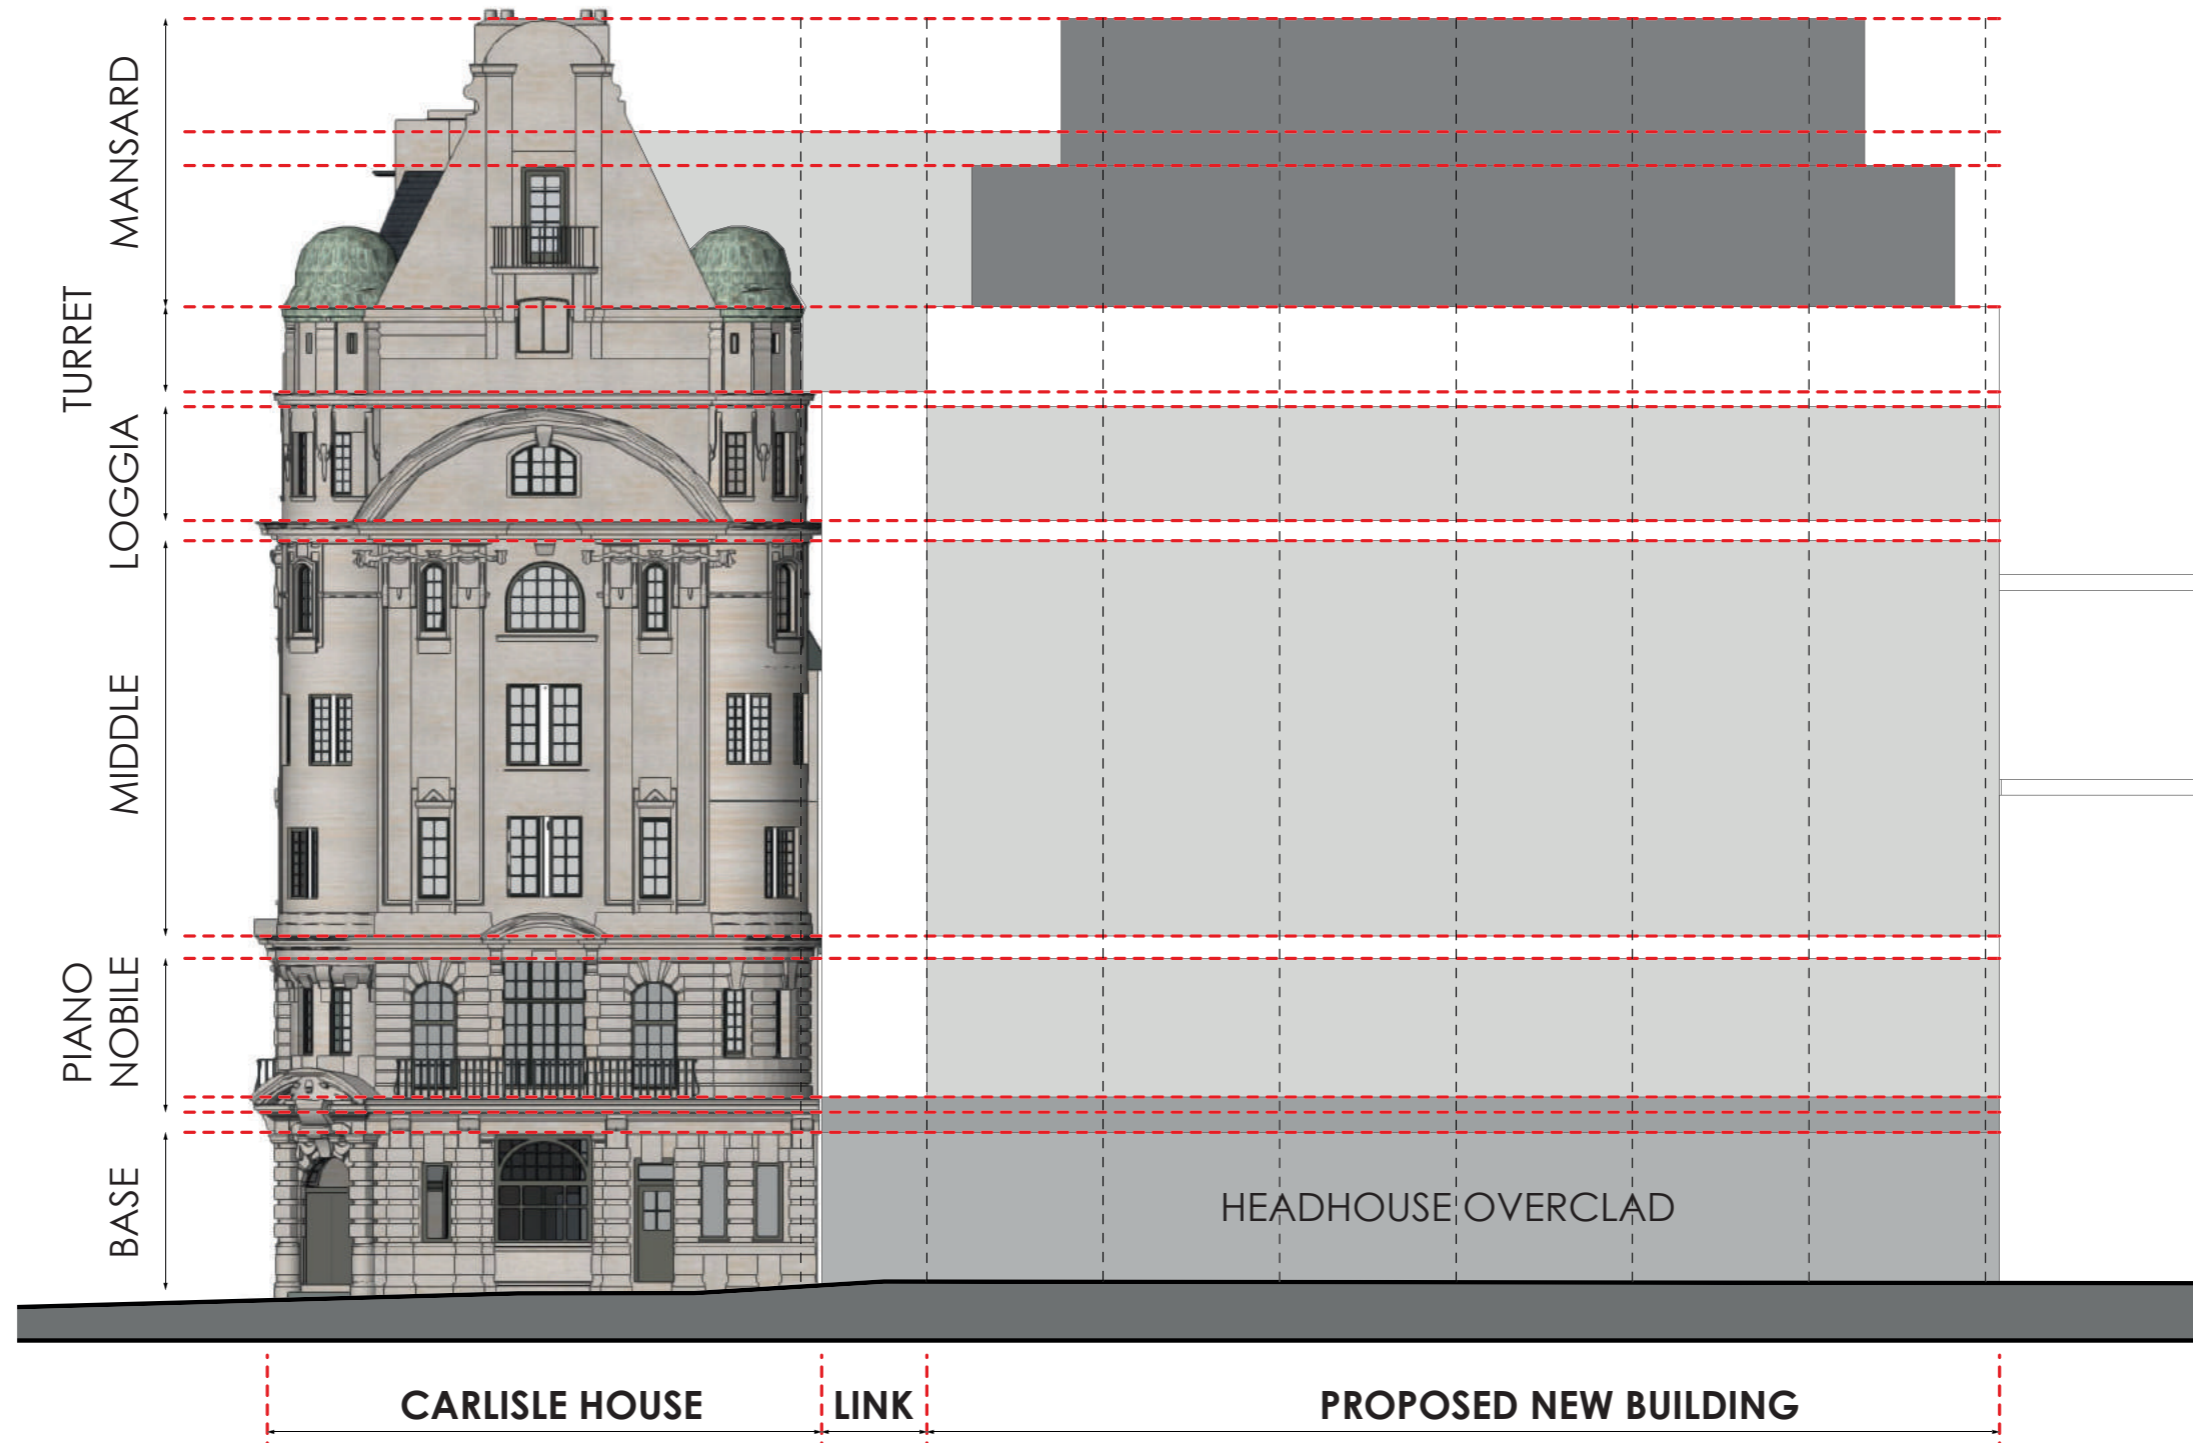 MANSARD
TURRET
LOGGIA
MIDDLE
PIANO
NOBILE
BASE
HEADHOUSE OVERCLAD
CARLISLE HOUSE
LINK
PROPOSED NEW BUILDING